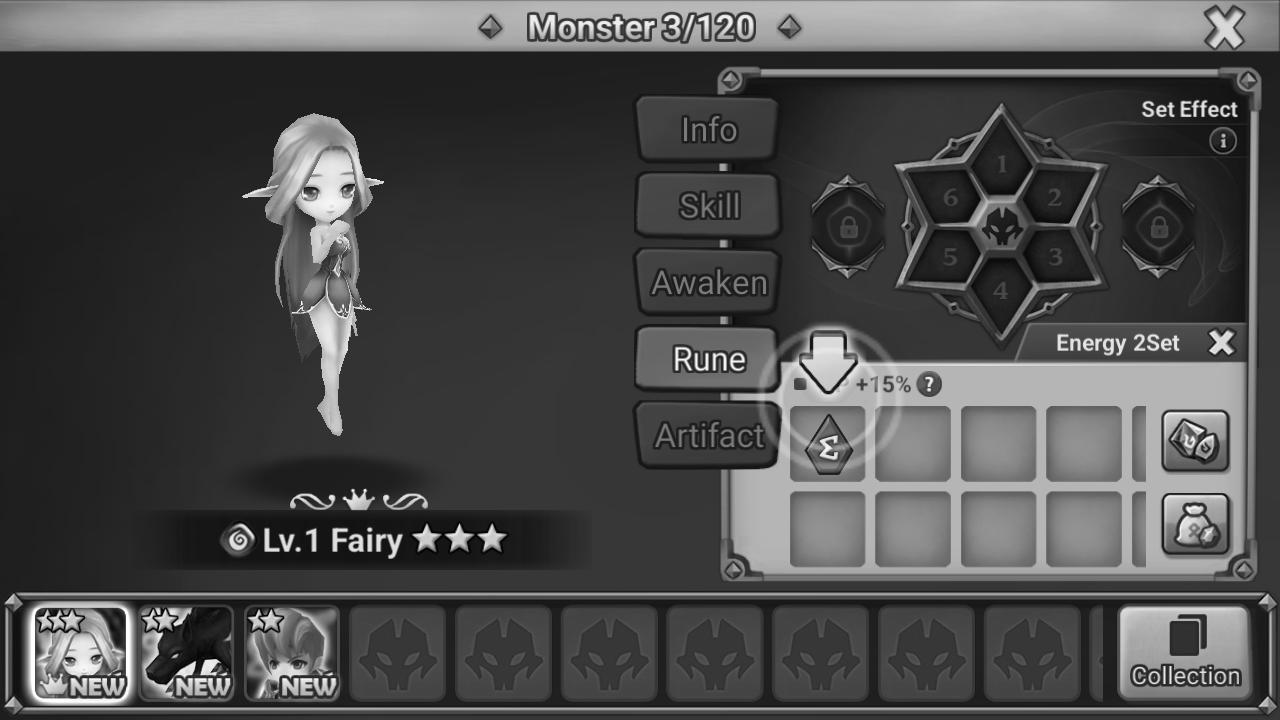 Monster 3/120
Info
Skill
Awaken
Rune
Artifact
Set Effect
1
2
3
4
5
6
Energy 2Set
+15% ?
Lv.1 Fairy
NEW
NEW
NEW
Collection